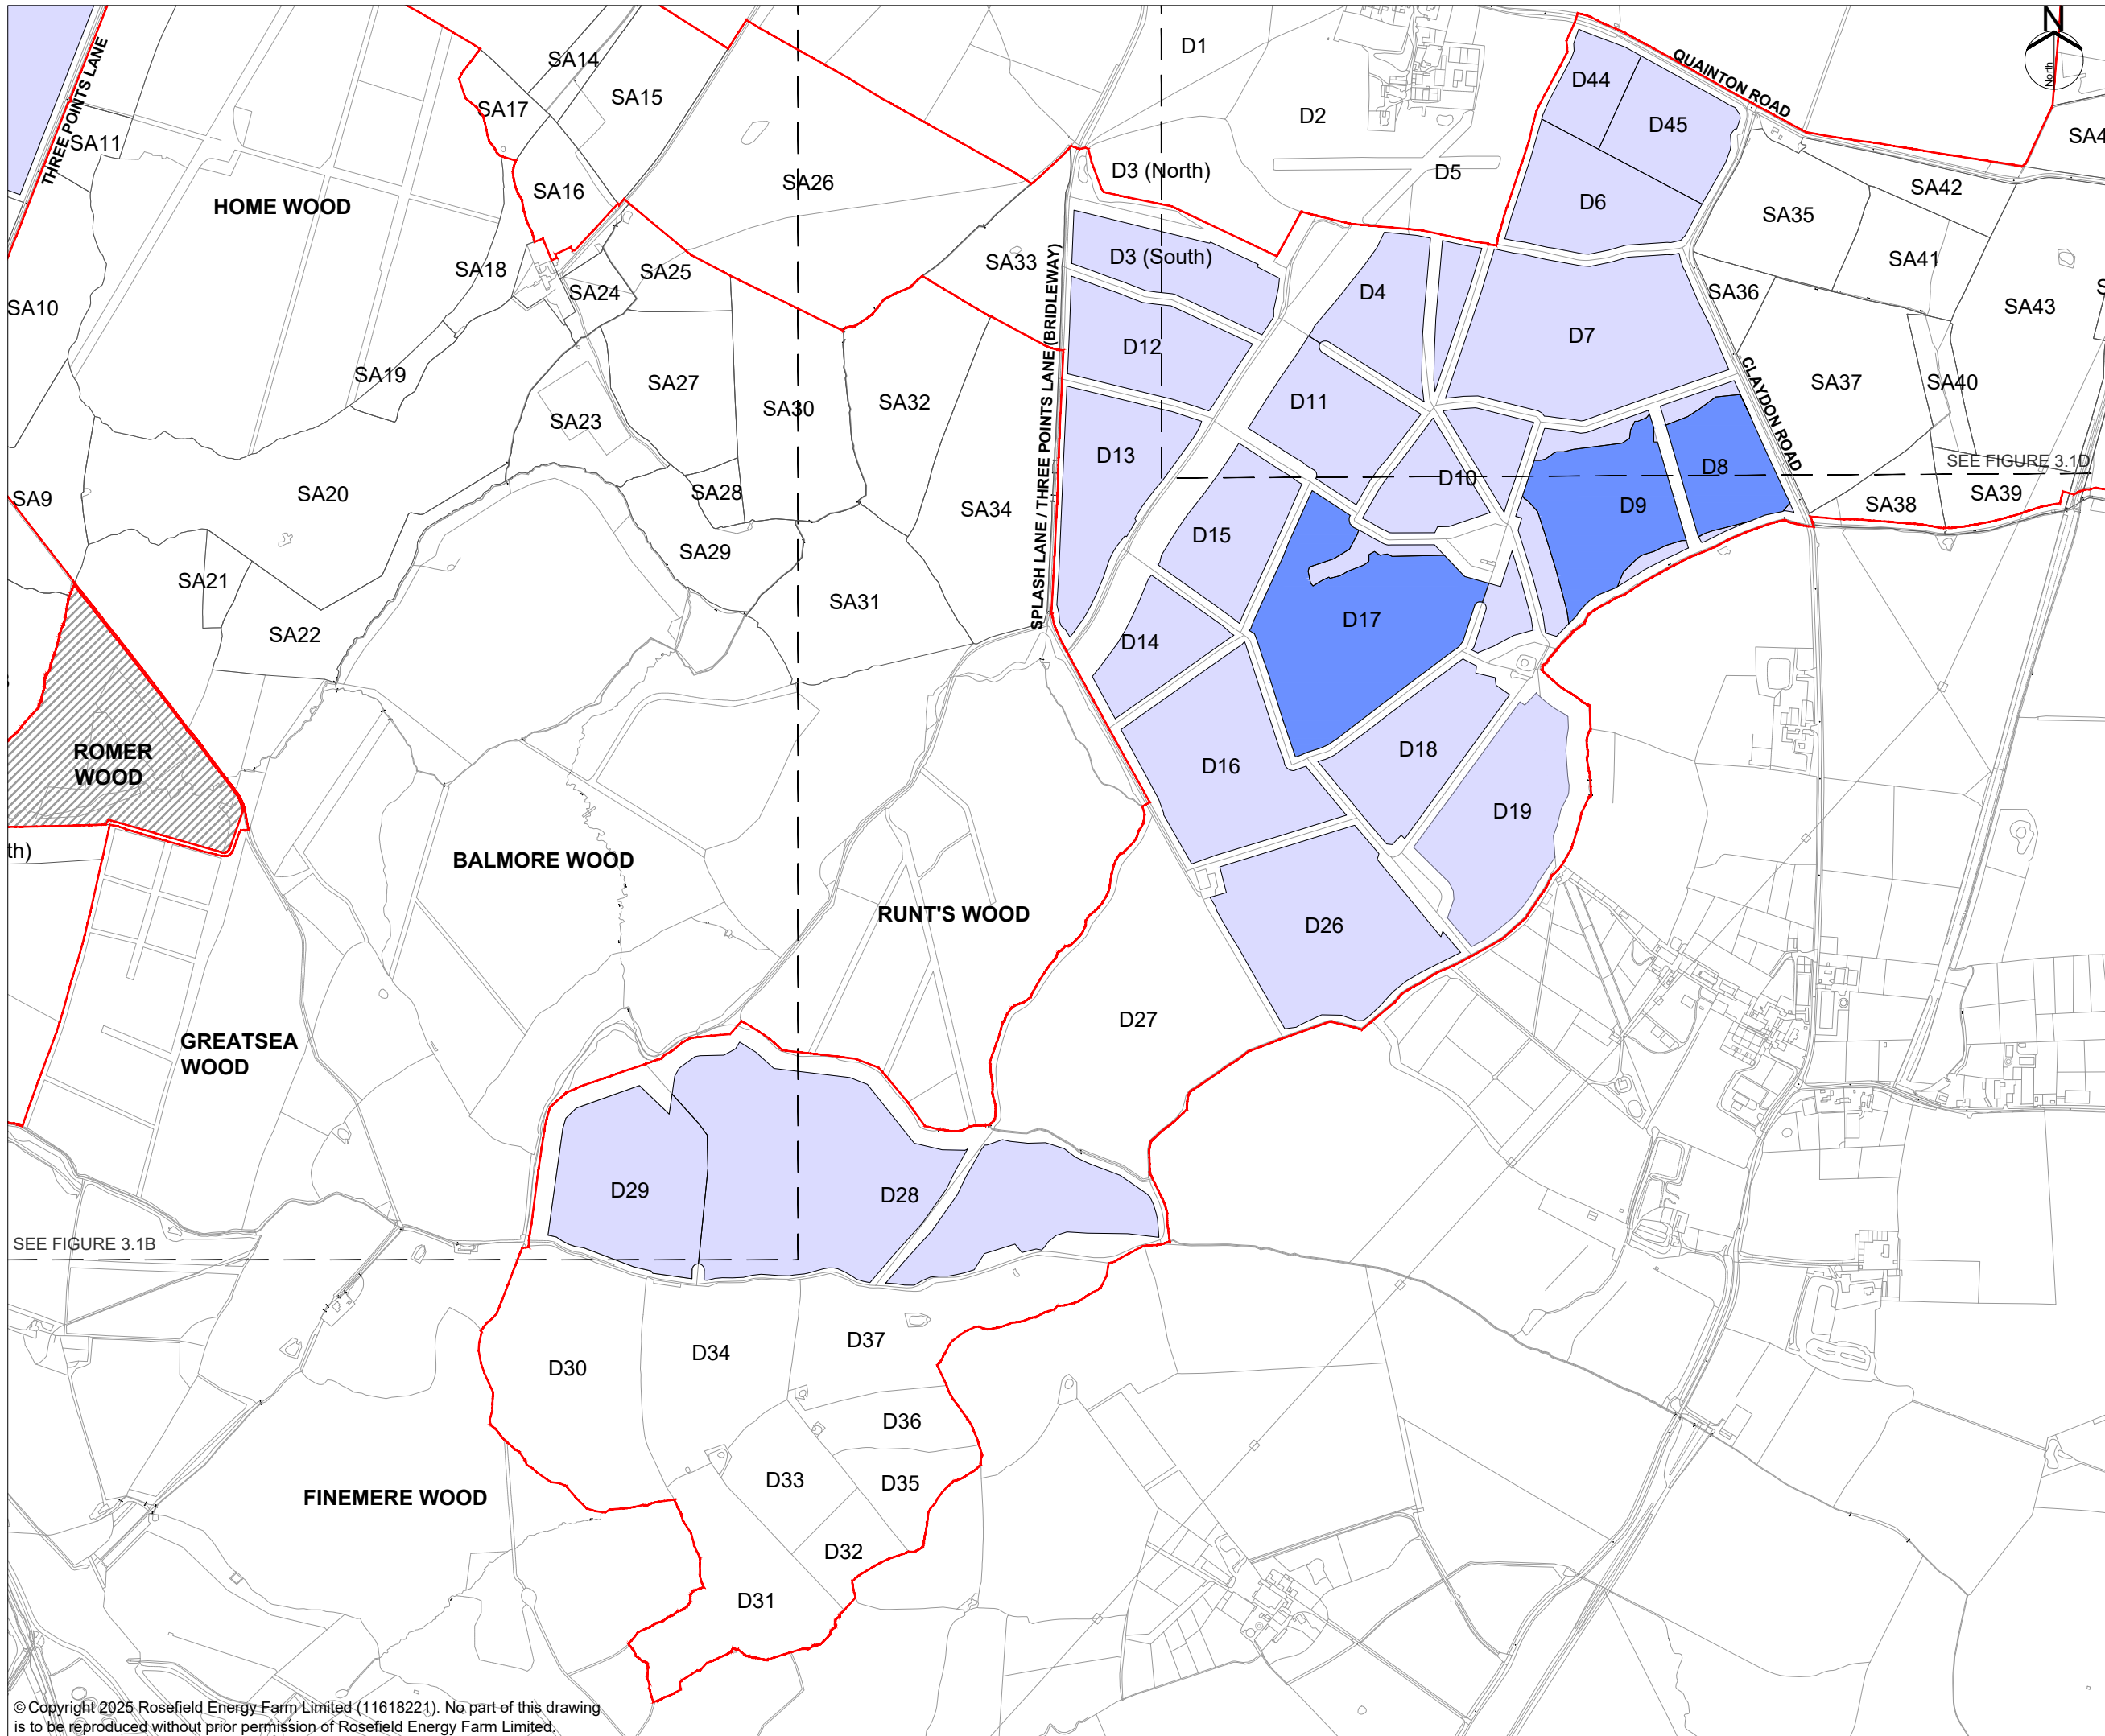 N
North
THREE POINTS LANE
SA14
SA15
SA17
SA11
HOME WOOD
SA16
SA26
SA18
SA25
SA24
SA10
SA19
SA27
SA23
SA30
SA32
SA33
SA34
SA28
SA29
SA20
SA9
SA21
SA22
SA31
D1
D2
D3 (North)
D5
D44
D45
D6
QUAINTON ROAD
SA4
SA42
SA35
SA41
SA36
SA43
S
D3 (South)
D4
D12
D7
SPLASH LANE / THREE POINTS LANE (BRIDLEWAY)
CLAYDON ROAD
SA37
SA40
D11
D13
D10
D8
D9
SEE FIGURE 3.1D
SA38
SA39
D15
D17
D14
D16
D18
D19
D26
D27
ROMER
WOOD
th)
BALMORE WOOD
RUNT'S WOOD
GREATSEA
WOOD
D29
D28
SEE FIGURE 3.1B
D30
D34
D37
D36
D33
D35
D32
D31
FINEMERE WOOD
© Copyright 2025 Rosefield Energy Farm Limited (11618221). No part of this drawing
is to be reproduced without prior permission of Rosefield Energy Farm Limited.